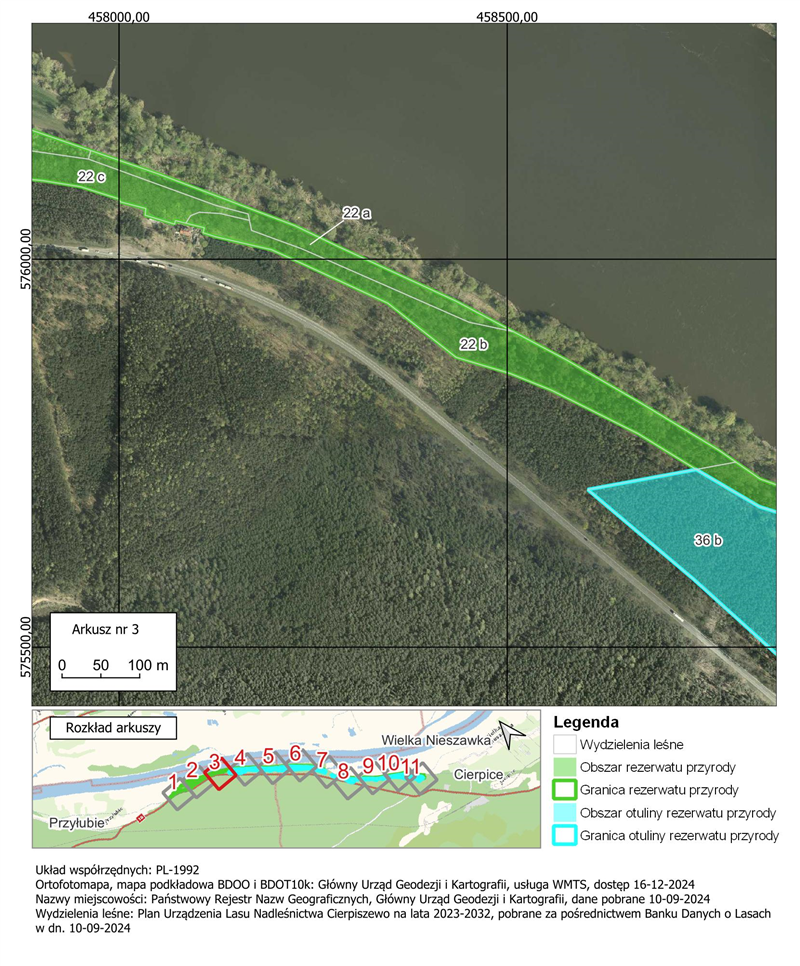 458000,00
458500,00
22 c
22 a
576000,00
22 b
36 b
575500,00
Arkusz nr 3
0 50 100 m
Rozkład arkuszy
Wielka Nieszawka
1 2 3 4 5 6 7 8 9 10 11
Cierpice
Przyłubie
Legenda
Wydzielenia leśne
Obszar rezerwatu przyrody
Granica rezerwatu przyrody
Obszar otuliny rezerwatu przyrody
Granica otuliny rezerwatu przyrody
Układ współrzędnych: PL-1992
Ortofotomapa, mapa podkładowa BDOO i BDOT10k: Główny Urząd Geodezji i Kartografii, usługa WMTS, dostęp 16-12-2024
Nazwy miejscowości: Państwowy Rejestr Nazw Geograficznych, Główny Urząd Geodezji i Kartografii, dane pobrane 10-09-2024
Wydzielenia leśne: Plan Urządzenia Lasu Nadleśnictwa Cierpiszewo na lata 2023-2032, pobrane za pośrednictwem Banku Danych o Lasach
w dn. 10-09-2024